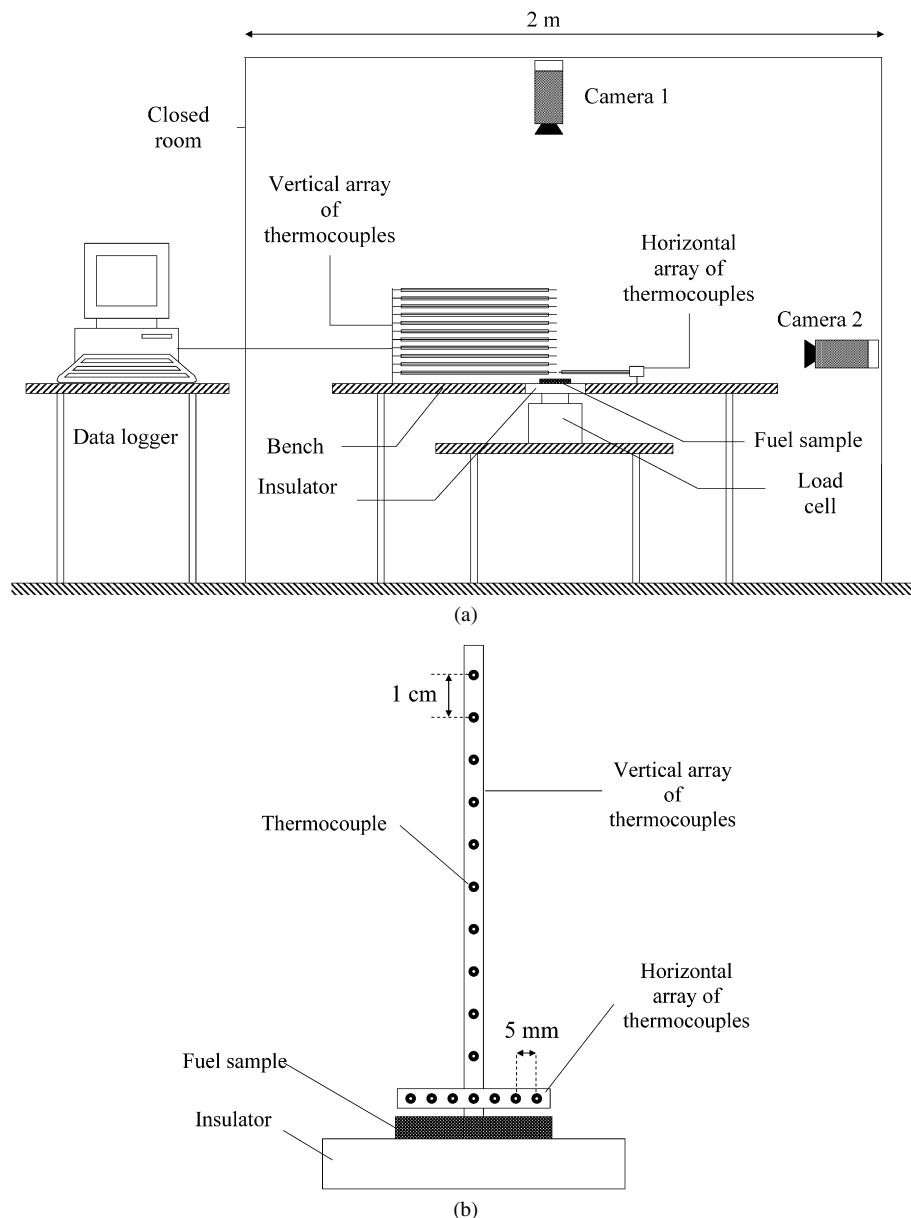 2 m
Camera 1
Closed
room
Vertical array
of
thermocouples
Horizontal
array of
thermocouples
Camera 2
Data logger
Bench
Insulator
Fuel sample
Load
cell
(a)
1 cm
Vertical array
of
thermocouples
Thermocouple
Horizontal
array of
thermocouples
5 mm
Fuel sample
Insulator
(b)